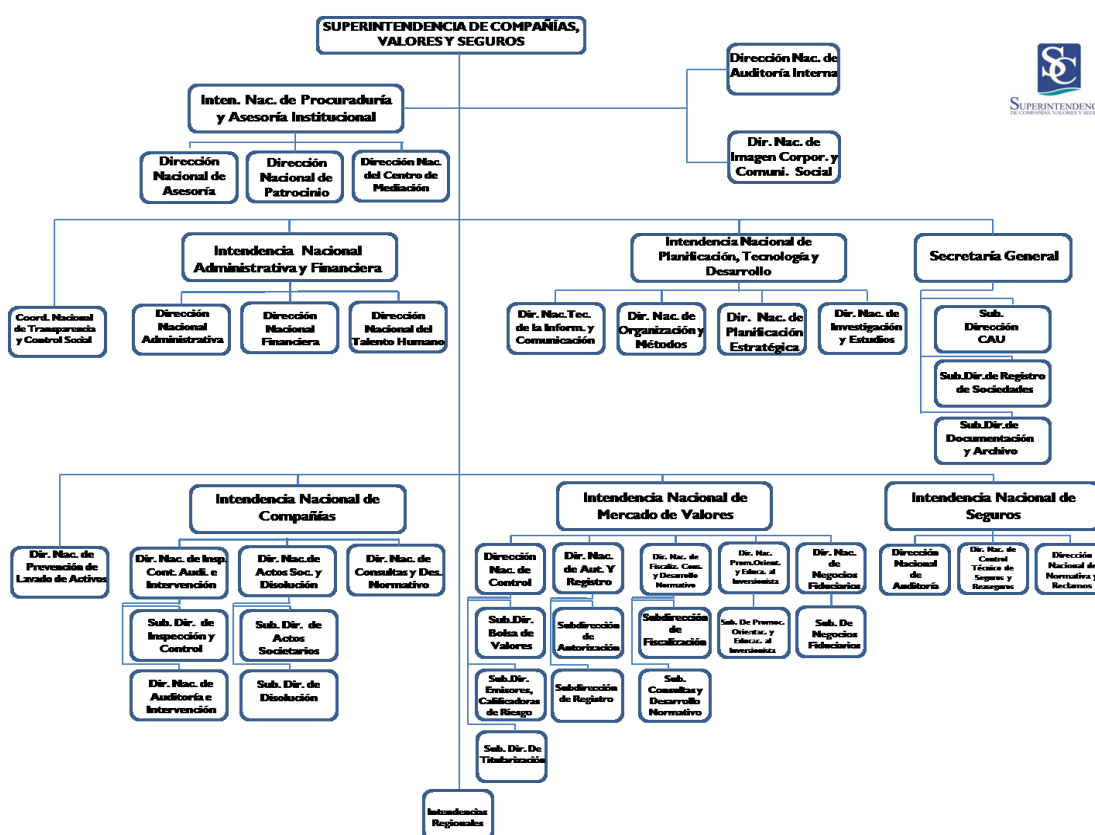 SUPERINTENDENCIA DE COMPAÑÍAS,
VALORES Y SEGUROS
Dirección Nac. de
Auditoría Interna
SC
SUPERINTENDENC
DE COMPAÑÍAS, VALORES Y SEGUR
Inten. Nac. de Procuraduría
y Asesoría Institucional
Dir. Nac. de
Imagen Corpor. y
Comuni. Social
Dirección
Nacional de
Asesoría
Dirección
Nacional de
Patrocinio
Dirección Nac.
del Centro de
Mediación
Intendencia Nacional
Administrativa y Financiera
Intendencia Nacional de
Planificación, Tecnología y
Desarrollo
Secretaría General
Coord. Nacional
de Transparencia
y Control Social
Dirección
Nacional
Administrativa
Dirección
Nacional
Financiera
Dirección
Nacional del
Talento Humano
Dir. Nac.Tec.
de la Inform. y
Comunicación
Dir. Nac. de
Organización y
Métodos
Dir. Nac. de
Planificación
Estratégica
Dir. Nac. de
Investigación
y Estudios
Sub.
Dirección
CAU
Sub.Dir.de Registro
de Sociedades
Sub.Dir.de
Documentación
y Archivo
Intendencia Nacional de
Compañías
Intendencia Nacional de
Mercado de Valores
Intendencia Nacional de
Seguros
Dir. Nac. de
Prevención de
Lavado de Activos
Dir. Nac. de Insp.
Cont. Audi. e
Intervención
Dir. Nac. de
Actos Soc. y
Disolución
Dir. Nac. de
Consultas y Des.
Normativo
Dirección
Nac. de
Control
Dir. Nac.
de Aut. Y
Registro
Dir. Nac. de
Fiscaliz. Cons.
y Desarrollo
Normativo
Dir. Nac.
Prom.Orient.
y Educa. al
Inversionista
Dir. Nac. de
Negocios
Fiduciarios
Dirección
Nacional
de
Auditoría
Dir. Nac. de
Control
Técnico de
Seguros y
Reaseguros
Dirección
Nacional de
Normativa y
Reclamos
Sub. Dir. de
Inspección y
Control
Sub. Dir. de
Actos
Societarios
Sub.Dir.
Bolsa de
Valores
Subdirección
de
Autorización
Subdirección
de
Fiscalización
Sub. De Promoc.
Orientac. y
Educac. al
Inversionista
Sub. De
Negocios
Fiduciarios
Dir. Nac. de
Auditoría e
Intervención
Sub. Dir. de
Disolución
Sub.Dir.
Emisores,
Calificadoras
de Riesgo
Subdirección
de Registro
Sub.
Consultas y
Desarrollo
Normativo
Sub. Dir. De
Titularización
Intendencias
Regionales